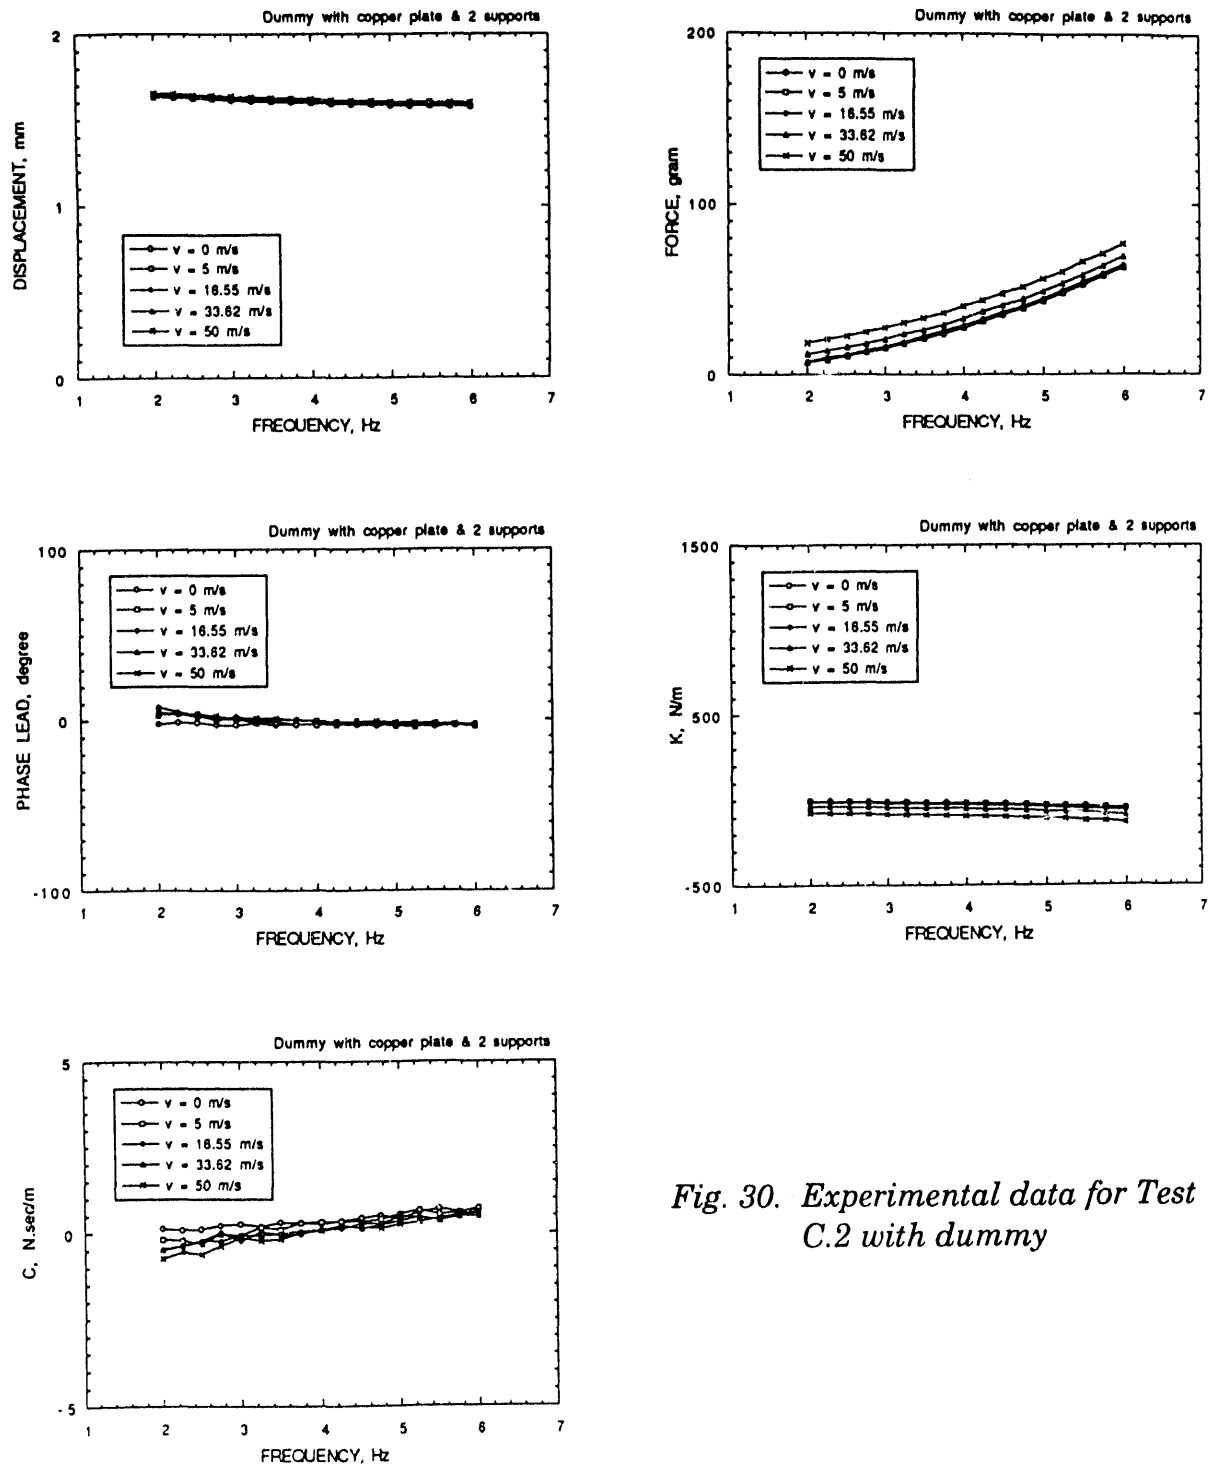 Dummy with copper plate & 2 supports
2
1
0
DISPLACEMENT, mm
v = 0 m/s
v = 5 m/s
v = 16.55 m/s
v = 33.62 m/s
v = 50 m/s
1 2 3 4 5 6 7
FREQUENCY, Hz
Dummy with copper plate & 2 supports
200
100
0
FORCE, gram
v = 0 m/s
v = 5 m/s
v = 16.55 m/s
v = 33.62 m/s
v = 50 m/s
1 2 3 4 5 6 7
FREQUENCY, Hz
Dummy with copper plate & 2 supports
100
0
-100
PHASE LEAD, degree
v = 0 m/s
v = 5 m/s
v = 16.55 m/s
v = 33.62 m/s
v = 50 m/s
1 2 3 4 5 6 7
FREQUENCY, Hz
Dummy with copper plate & 2 supports
1500
500
-500
K, N/m
v = 0 m/s
v = 5 m/s
v = 16.55 m/s
v = 33.62 m/s
v = 50 m/s
1 2 3 4 5 6 7
FREQUENCY, Hz
Dummy with copper plate & 2 supports
5
0
-5
C, N.sec/m
v = 0 m/s
v = 5 m/s
v = 16.55 m/s
v = 33.62 m/s
v = 50 m/s
1 2 3 4 5 6 7
FREQUENCY, Hz
Fig. 30. Experimental data for Test
C.2 with dummy